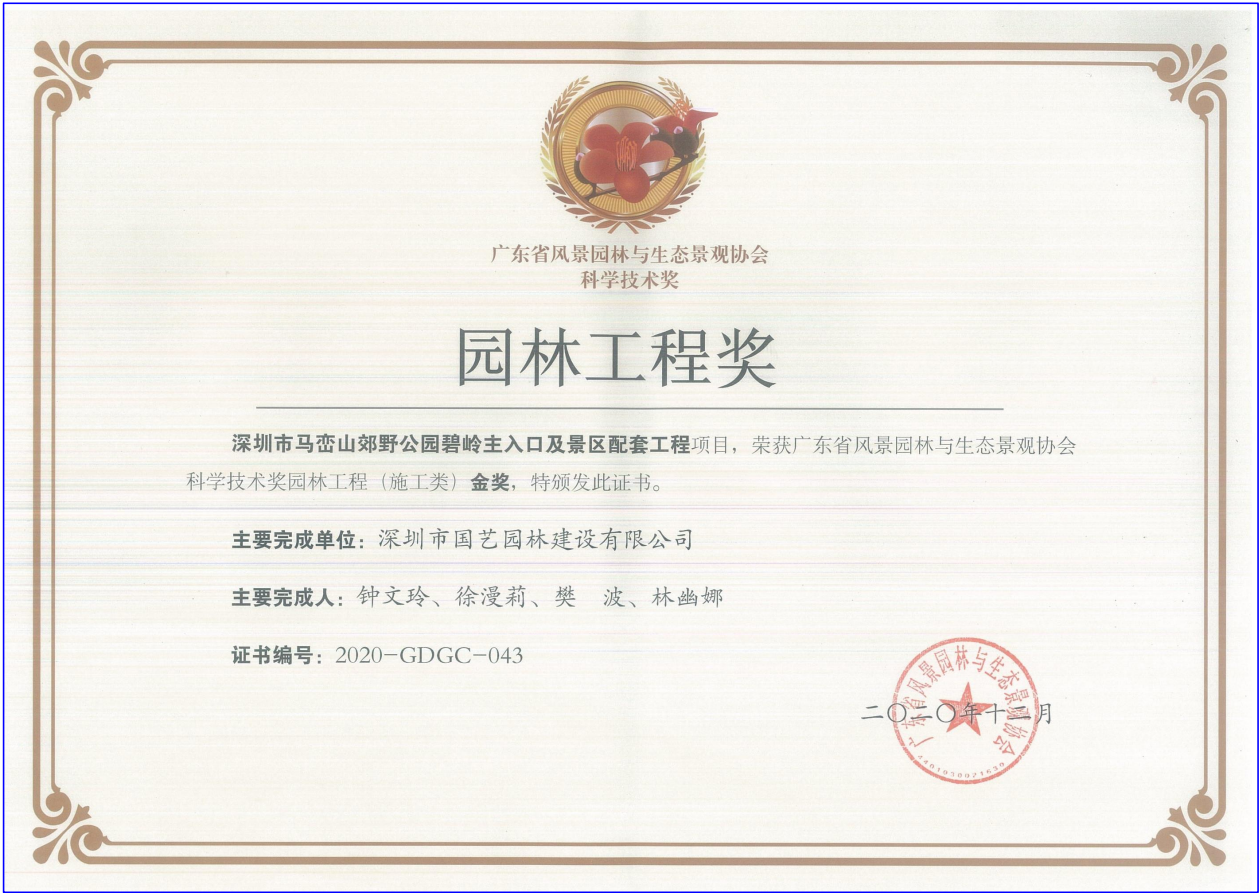 广东省风景园林与生态景观协会
科学技术奖
园林工程奖
深圳市马峦山郊野公园碧岭主入口及景区配套工程项目，荣获广东省风景园林与生态景观协会
科学技术奖园林工程（施工类）金奖，特颁发此证书。
主要完成单位：深圳市国艺园林建设有限公司
主要完成人：钟文玲、徐漫莉、樊　波、林幽娜
证书编号：2020-GDGC-043
广东省风景园林与生态景观协会
二〇二〇年十二月